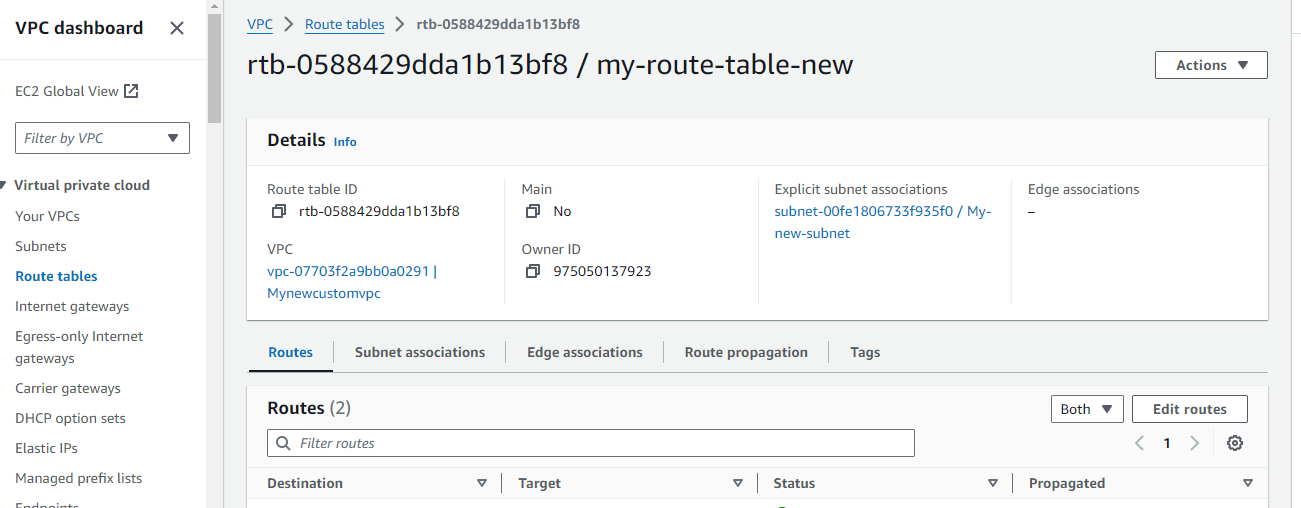 VPC dashboard
EC2 Global View
Filter by VPC
Virtual private cloud
Your VPCs
Subnets
Route tables
Internet gateways
Egress-only Internet
gateways
Carrier gateways
DHCP option sets
Elastic IPs
Managed prefix lists
Endpoints
VPC > Route tables > rtb-0588429dda1b13bf8
rtb-0588429dda1b13bf8 / my-route-table-new
Actions
Details Info
Route table ID
rtb-0588429dda1b13bf8
Main
No
Explicit subnet associations
subnet-00fe1806733f935f0 / My-
new-subnet
Edge associations
–
VPC
vpc-07703f2a9bb0a0291 |
Mynewcustomvpc
Owner ID
975050137923
Routes Subnet associations Edge associations Route propagation Tags
Routes (2)
Both Edit routes
Filter routes
1
Destination Target Status Propagated